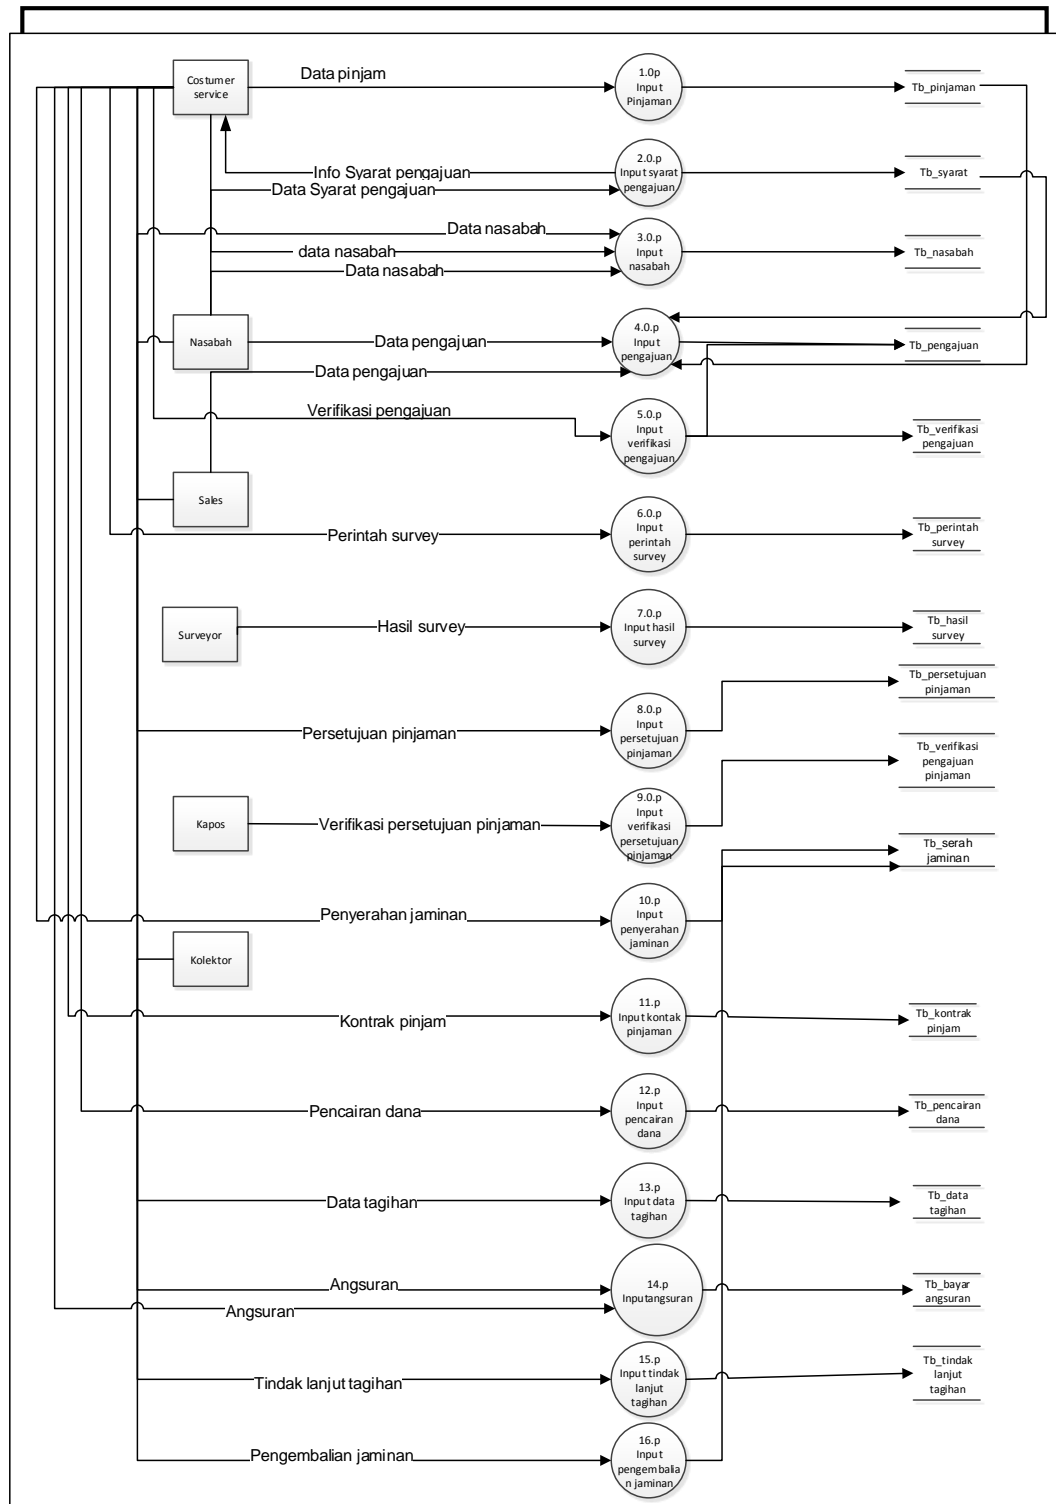 Costumer
service
Data pinjam
1.0p
Input
Pinjaman
Tb_pinjaman
Info Syarat pengajuan
Data Syarat pengajuan
2.0.p
Input syarat
pengajuan
Tb_syarat
Data nasabah
data nasabah
Data nasabah
3.0.p
Input
nasabah
Tb_nasabah
Nasabah
Data pengajuan
Data pengajuan
4.0.p
Input
pengajuan
Tb_pengajuan
Verifikasi pengajuan
5.0.p
Input
verifikasi
pengajuan
Tb_verifikasi
pengajuan
Sales
Perintah survey
6.0.p
Input
perintah
survey
Tb_perintah
survey
Surveyor
Hasil survey
7.0.p
Input hasil
survey
Tb_hasil
survey
Persetujuan pinjaman
8.0.p
Input
persetujuan
pinjaman
Tb_persetujuan
pinjaman
Kapos
Verifikasi persetujuan pinjaman
9.0.p
Input
verifikasi
persetujuan
pinjaman
Tb_verifikasi
pengajuan
pinjaman
Tb_serah
jaminan
Penyerahan jaminan
10.p
Input
penyerahan
jaminan
Kolektor
Kontrak pinjam
11.p
Input kontak
pinjaman
Tb_kontrak
pinjam
Pencairan dana
12.p
Input
pencairan
dana
Tb_pencairan
dana
Data tagihan
13.p
Input data
tagihan
Tb_data
tagihan
Angsuran
Angsuran
14.p
Inputangsuran
Tb_bayar
angsuran
Tindak lanjut tagihan
15.p
Input tindak
lanjut
tagihan
Tb_tindak
lanjut
tagihan
Pengembalian jaminan
16.p
Input
pengembalia
n jaminan